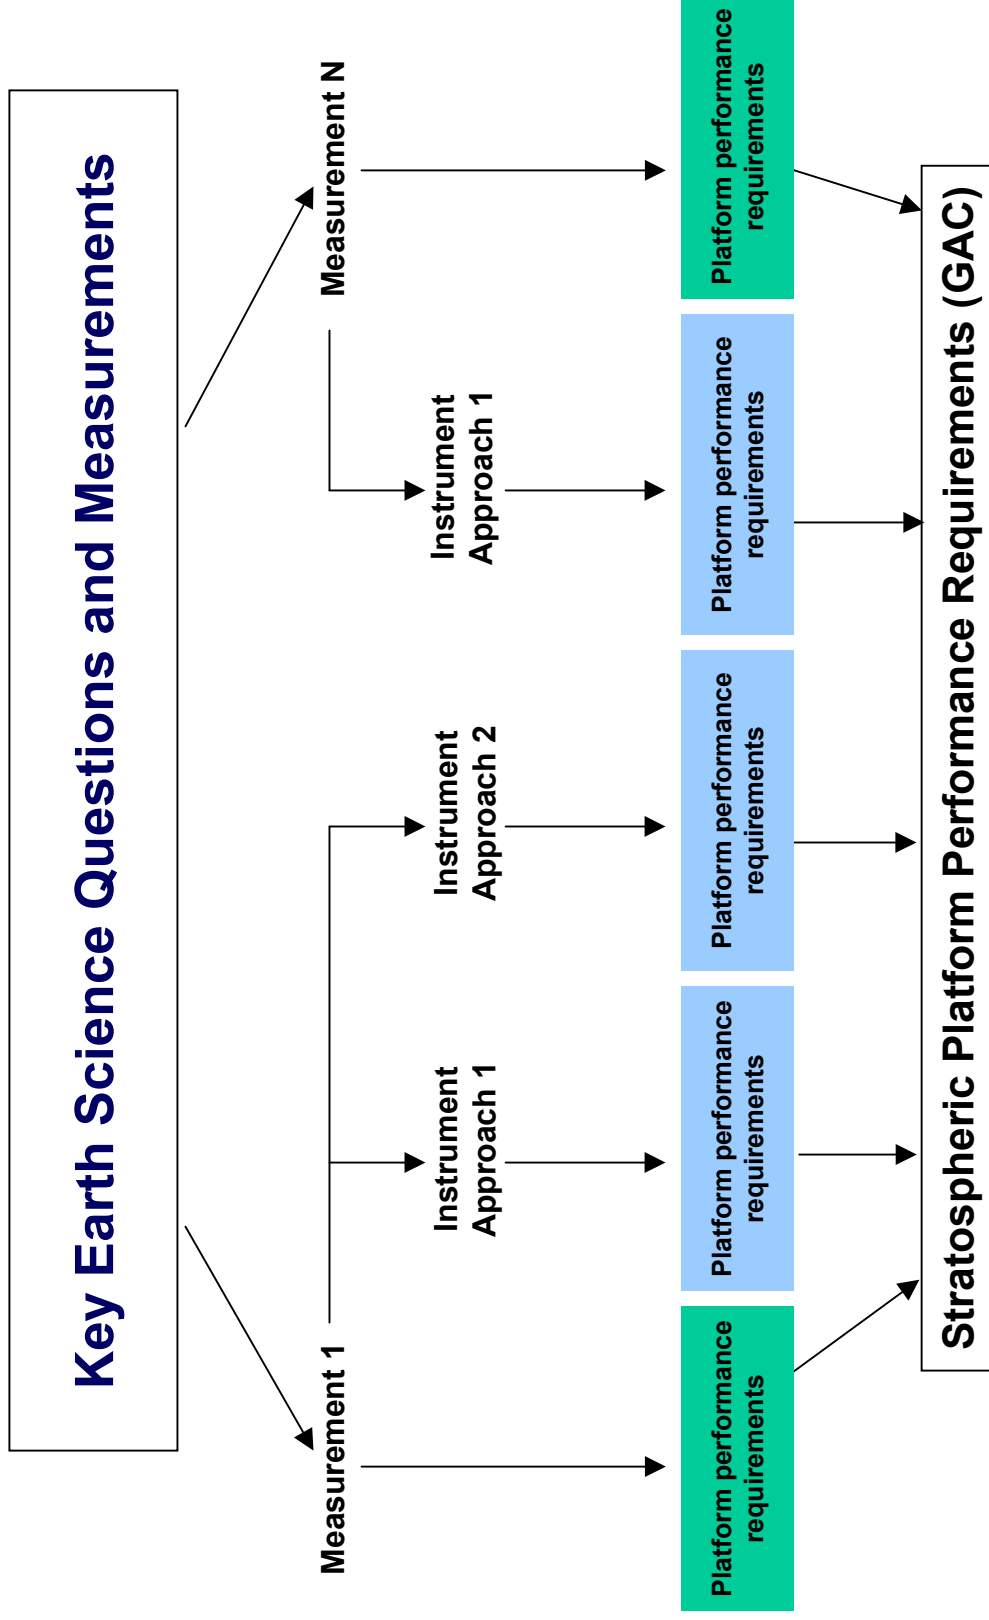 Key Earth Science Questions and Measurements
Measurement 1
Measurement N
Instrument
Approach 1
Instrument
Approach 2
Instrument
Approach 1
Platform performance
requirements
Platform performance
requirements
Platform performance
requirements
Platform performance
requirements
Platform performance
requirements
Stratospheric Platform Performance Requirements (GAC)